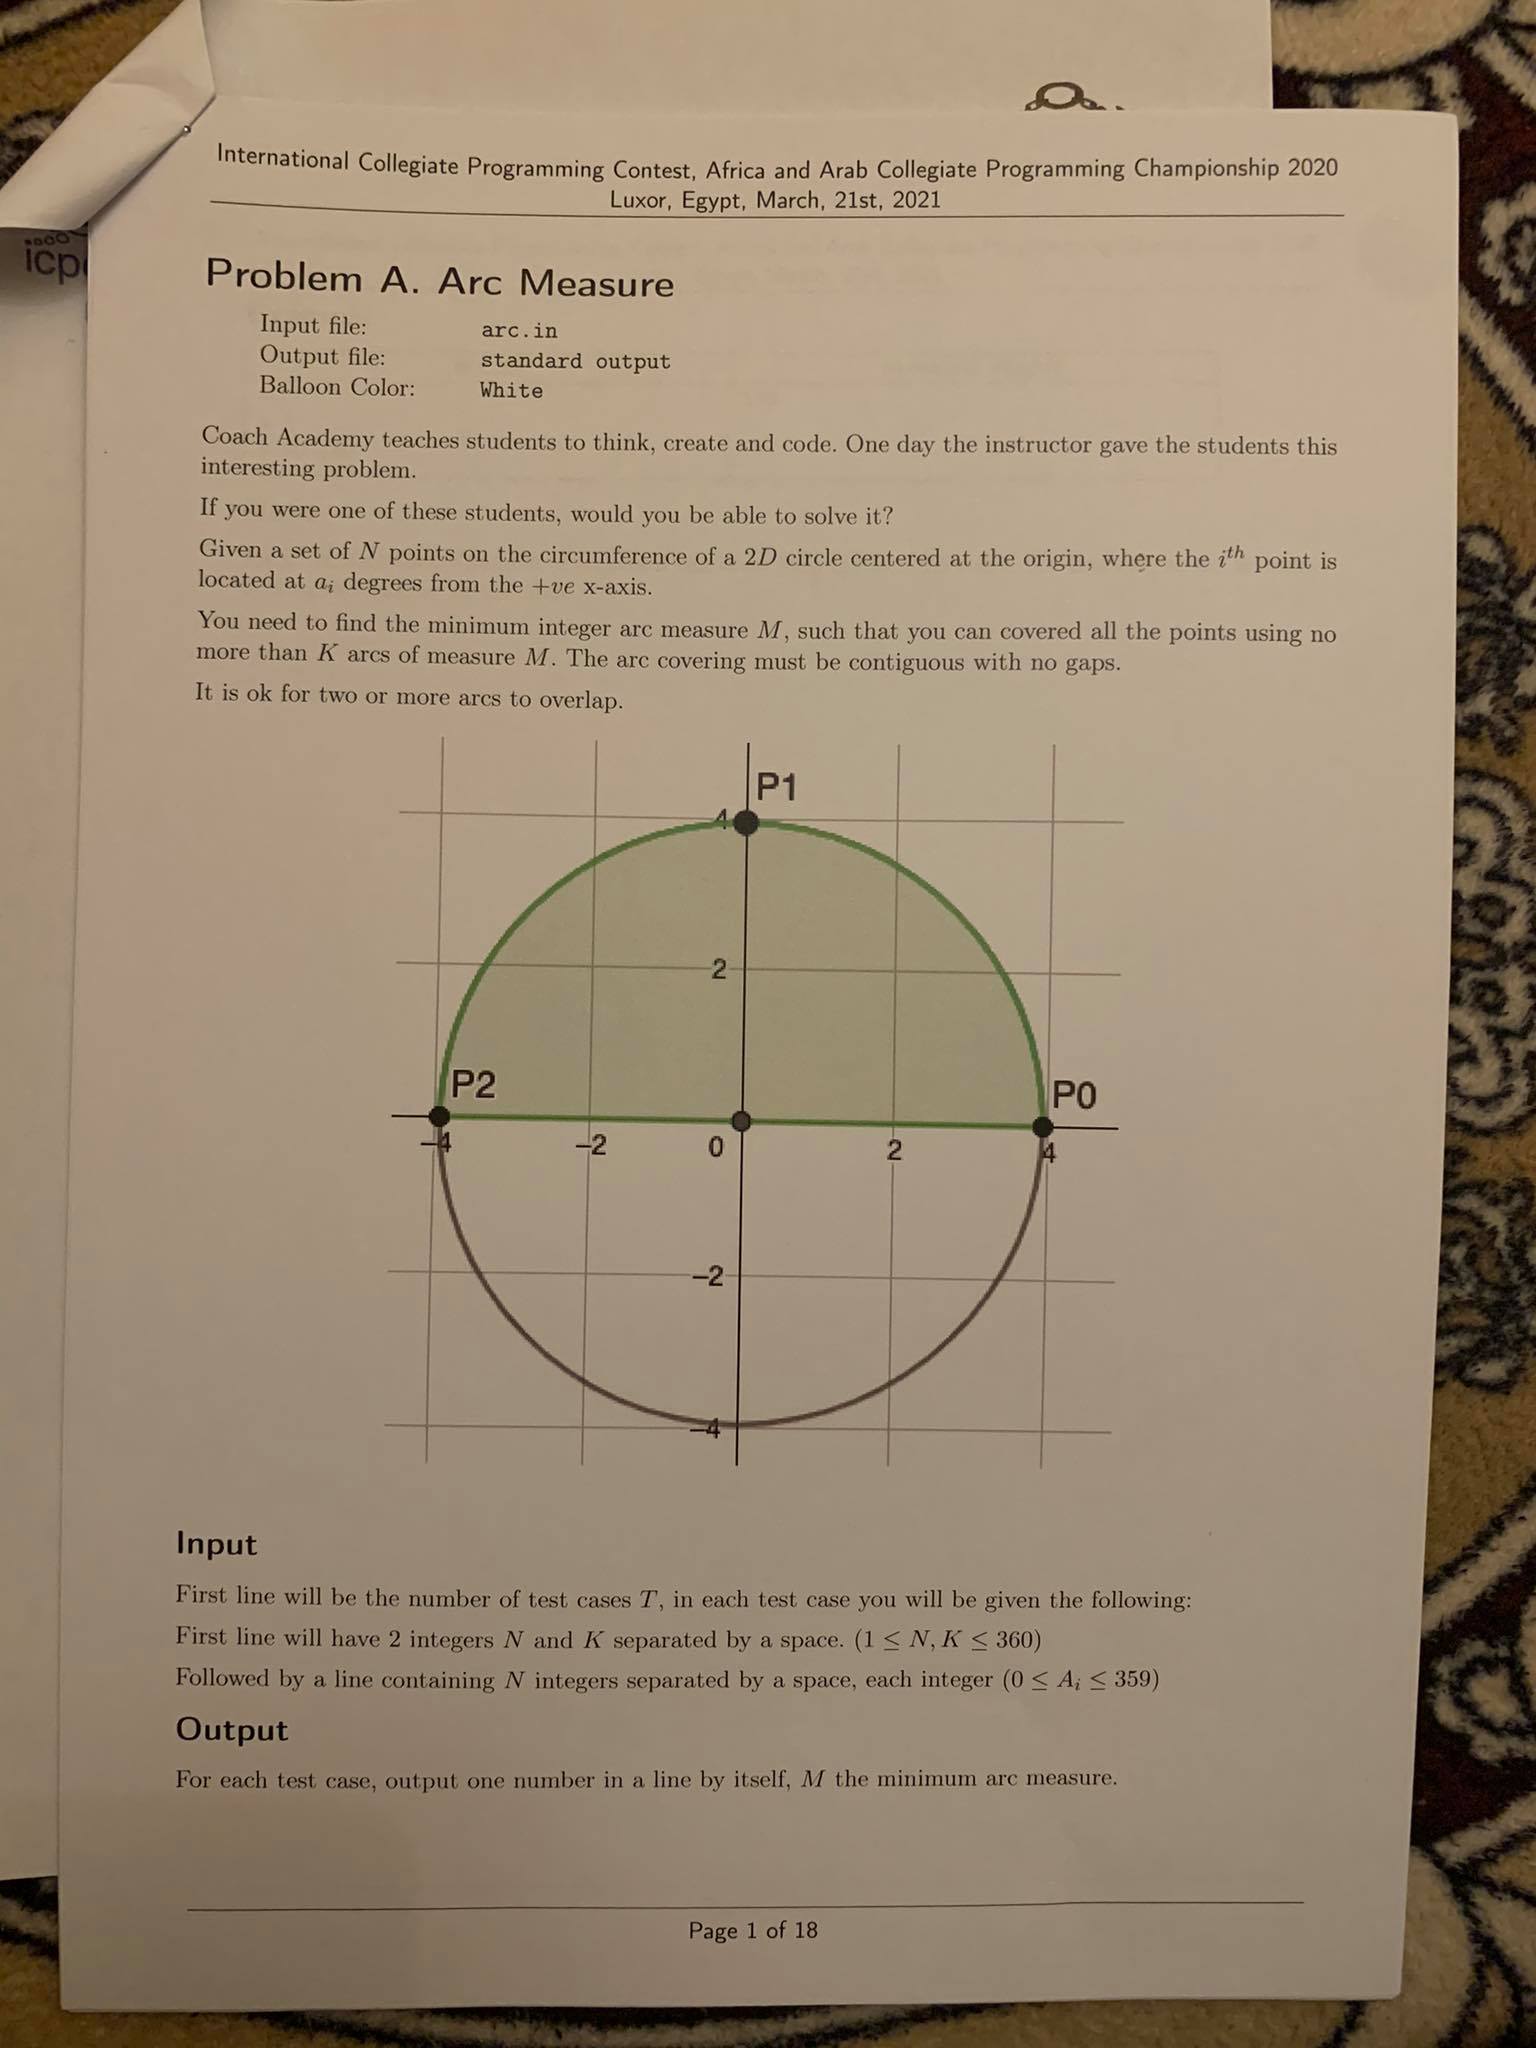 International Collegiate Programming Contest, Africa and Arab Collegiate Programming Championship 2020
Luxor, Egypt, March, 21st, 2021
Problem A. Arc Measure
Input file: arc.in
Output file: standard output
Balloon Color: White
Coach Academy teaches students to think, create and code. One day the instructor gave the students this
interesting problem.
If you were one of these students, would you be able to solve it?
Given a set of N points on the circumference of a 2D circle centered at the origin, where the iᵗʰ point is
located at aᵢ degrees from the +ve x-axis.
You need to find the minimum integer arc measure M, such that you can covered all the points using no
more than K arcs of measure M. The arc covering must be contiguous with no gaps.
It is ok for two or more arcs to overlap.
P1
4
2
P2
P0
-4
-2
0
2
4
-2
-4
Input
First line will be the number of test cases T, in each test case you will be given the following:
First line will have 2 integers N and K separated by a space. (1 ≤ N, K ≤ 360)
Followed by a line containing N integers separated by a space, each integer (0 ≤ Aᵢ ≤ 359)
Output
For each test case, output one number in a line by itself, M the minimum arc measure.
Page 1 of 18